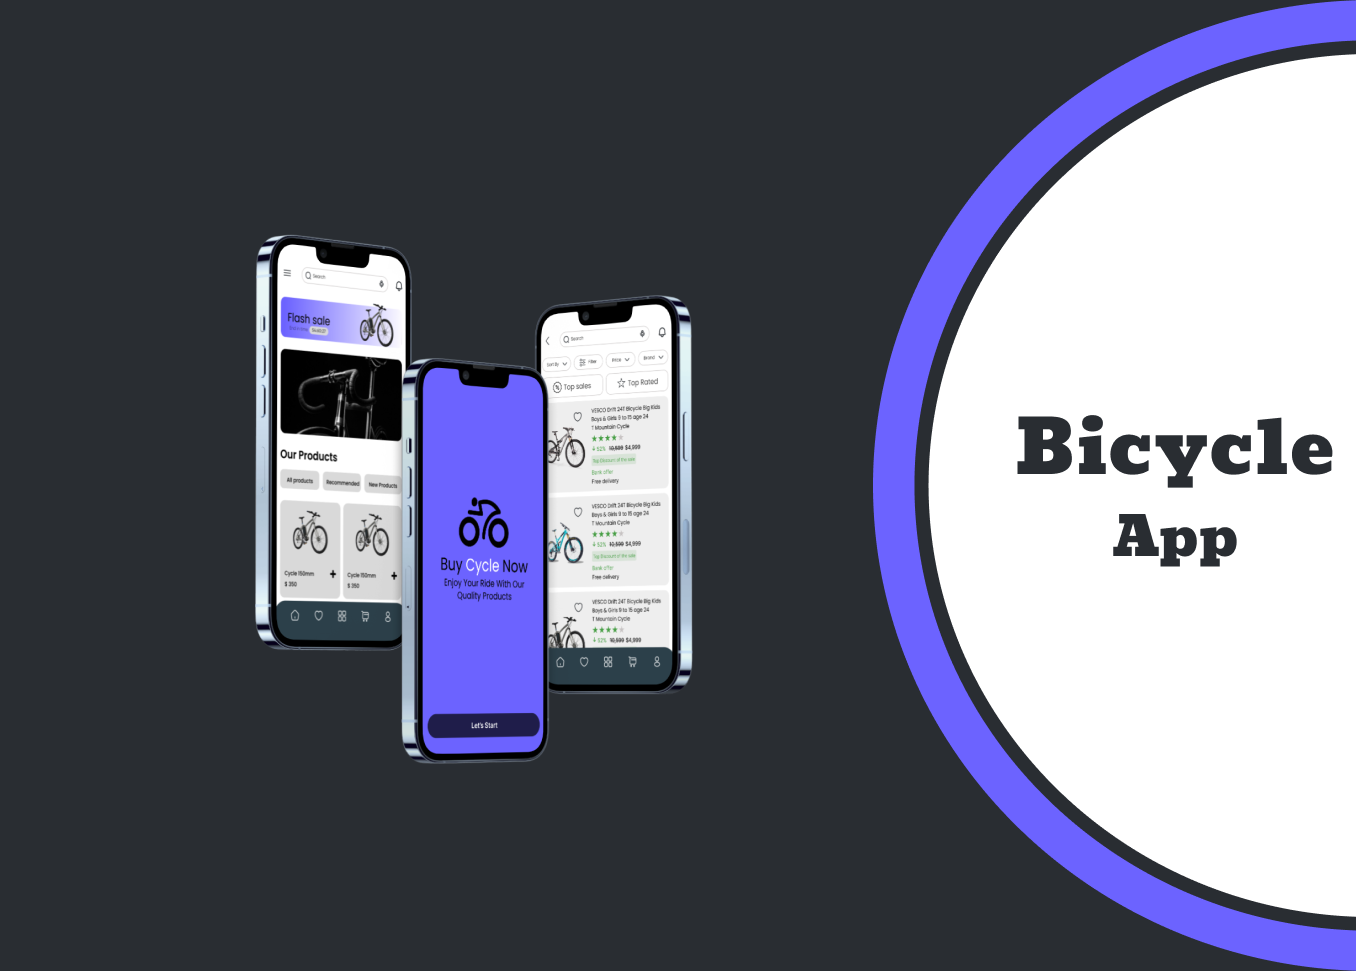 Search
Flash sale
Our Products
All products
Recommended
New Products
Cycle 150mm
$ 350
Cycle 150mm
$ 350
Buy Cycle Now
Enjoy Your Ride With Our
Quality Products
Let's Start
Search
Sort By
Filter
Price
Brand
Top sales
Top Rated
VESCO Drift 24T Bicycle Big Kids
Boys & Girls 9 to 15 age 24
T Mountain Cycle
52% 10,599 $4,999
Top Discount of the sale
Bank offer
Free delivery
VESCO Drift 24T Bicycle Big Kids
Boys & Girls 9 to 15 age 24
T Mountain Cycle
52% 10,599 $4,999
Top Discount of the sale
Bank offer
Free delivery
VESCO Drift 24T Bicycle Big Kids
Boys & Girls 9 to 15 age 24
T Mountain Cycle
52% 10,599 $4,999
Bicycle
App